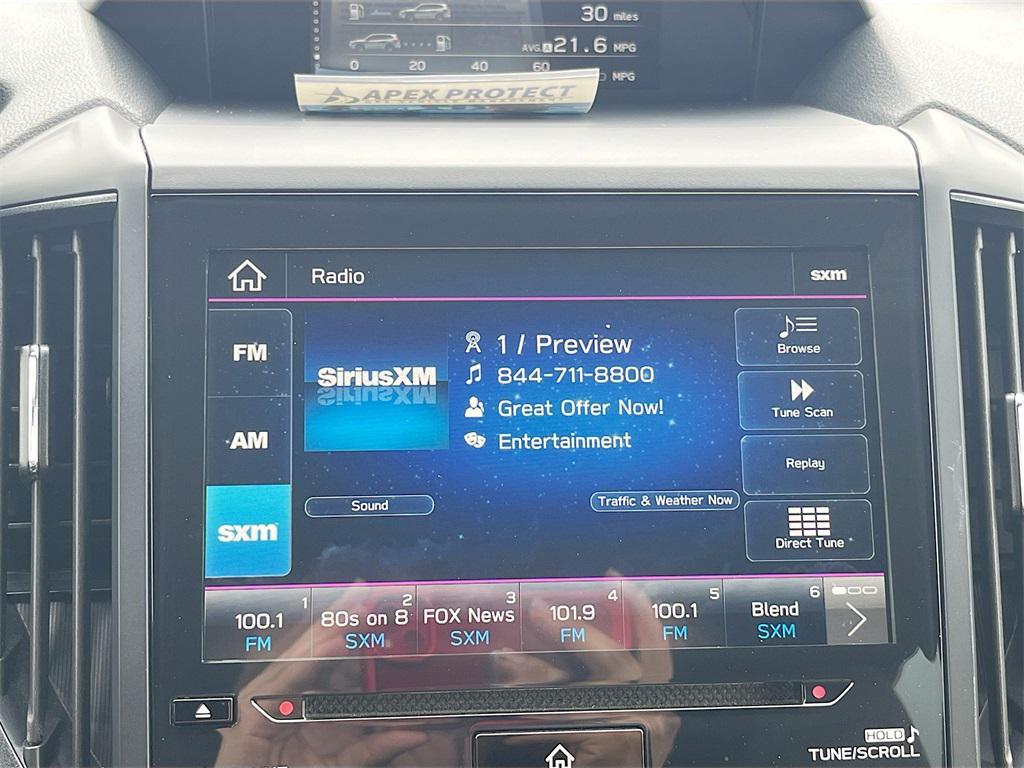 30 miles
AVG. A 21.6 MPG
0 20 40 60
MPG
APEX PROTECT
Radio
sxm
FM
AM
sxm
SiriusXM
1 / Preview
844-711-8800
Great Offer Now!
Entertainment
Browse
Tune Scan
Replay
Direct Tune
Sound
Traffic & Weather Now
1
100.1
FM
2
80s on 8
SXM
3
FOX News
SXM
4
101.9
FM
5
100.1
FM
6
Blend
SXM
HOLD
TUNE/SCROLL